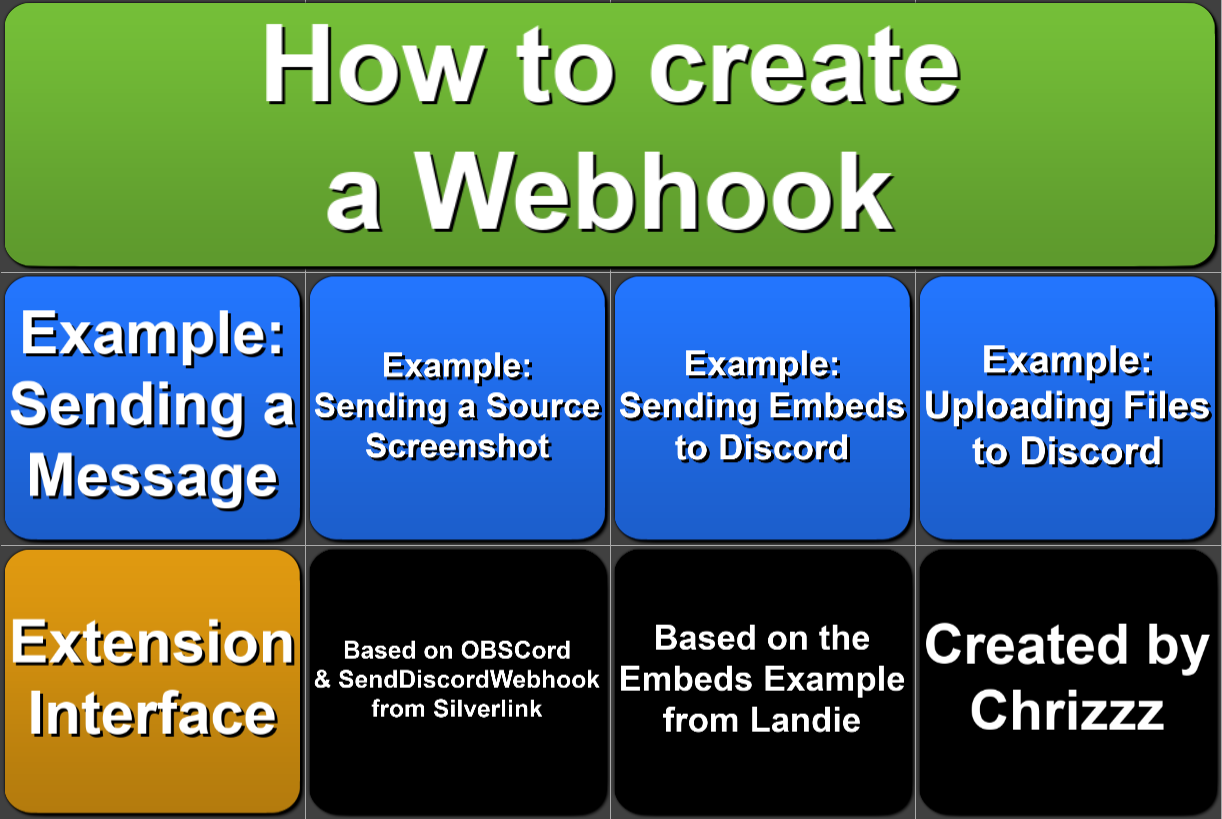 How to create
a Webhook
Example:
Sending a
Message
Example:
Sending a Source
Screenshot
Example:
Sending Embeds
to Discord
Example:
Uploading Files
to Discord
Extension
Interface
Based on OBSCord
& SendDiscordWebhook
from Silverlink
Based on the
Embeds Example
from Landie
Created by
Chrizzz